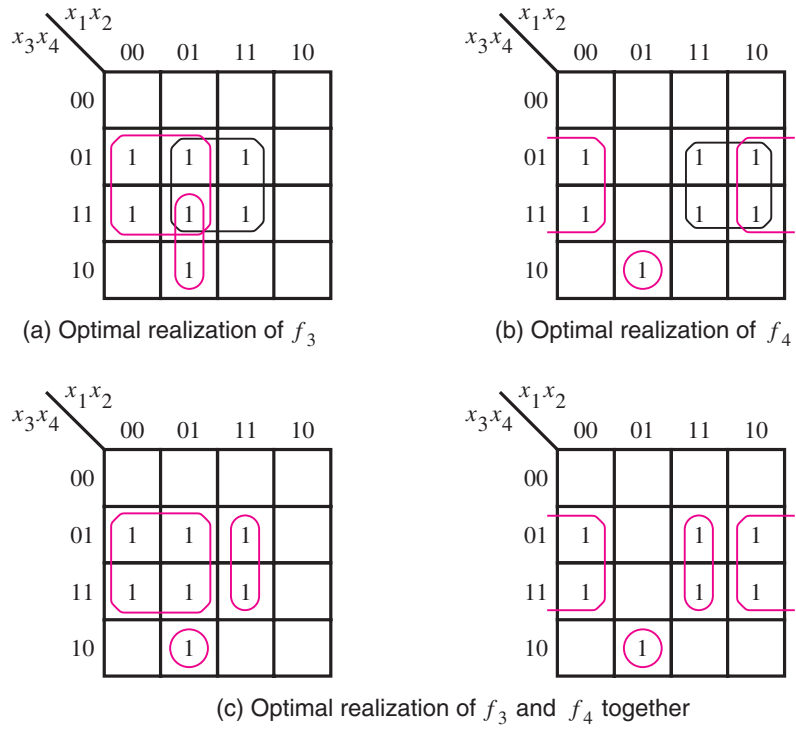 x1x2 x1x2
x3x4 x3x4
00 01 11 10 00 01 11 10
00 00
01 1 1 1 01 1 1 1
11 1 1 1 11 1 1 1
10 1 10 1
(a) Optimal realization of f3 (b) Optimal realization of f4
x1x2 x1x2
x3x4 x3x4
00 01 11 10 00 01 11 10
00 00
01 1 1 1 01 1 1 1
11 1 1 1 11 1 1 1
10 1 10 1
(c) Optimal realization of f3 and f4 together